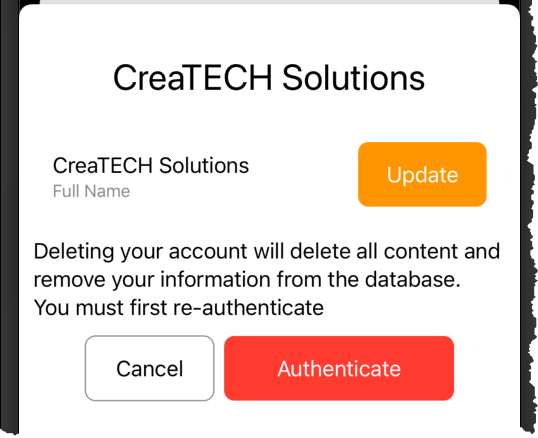 CreaTECH Solutions
CreaTECH Solutions
Update
Full Name
Deleting your account will delete all content and
remove your information from the database.
You must first re-authenticate
Cancel
Authenticate